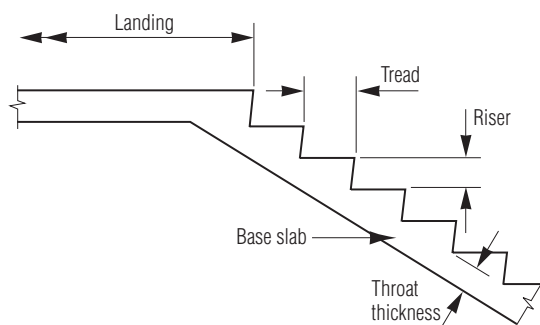 Landing
Tread
Riser
Base slab
Throat
thickness